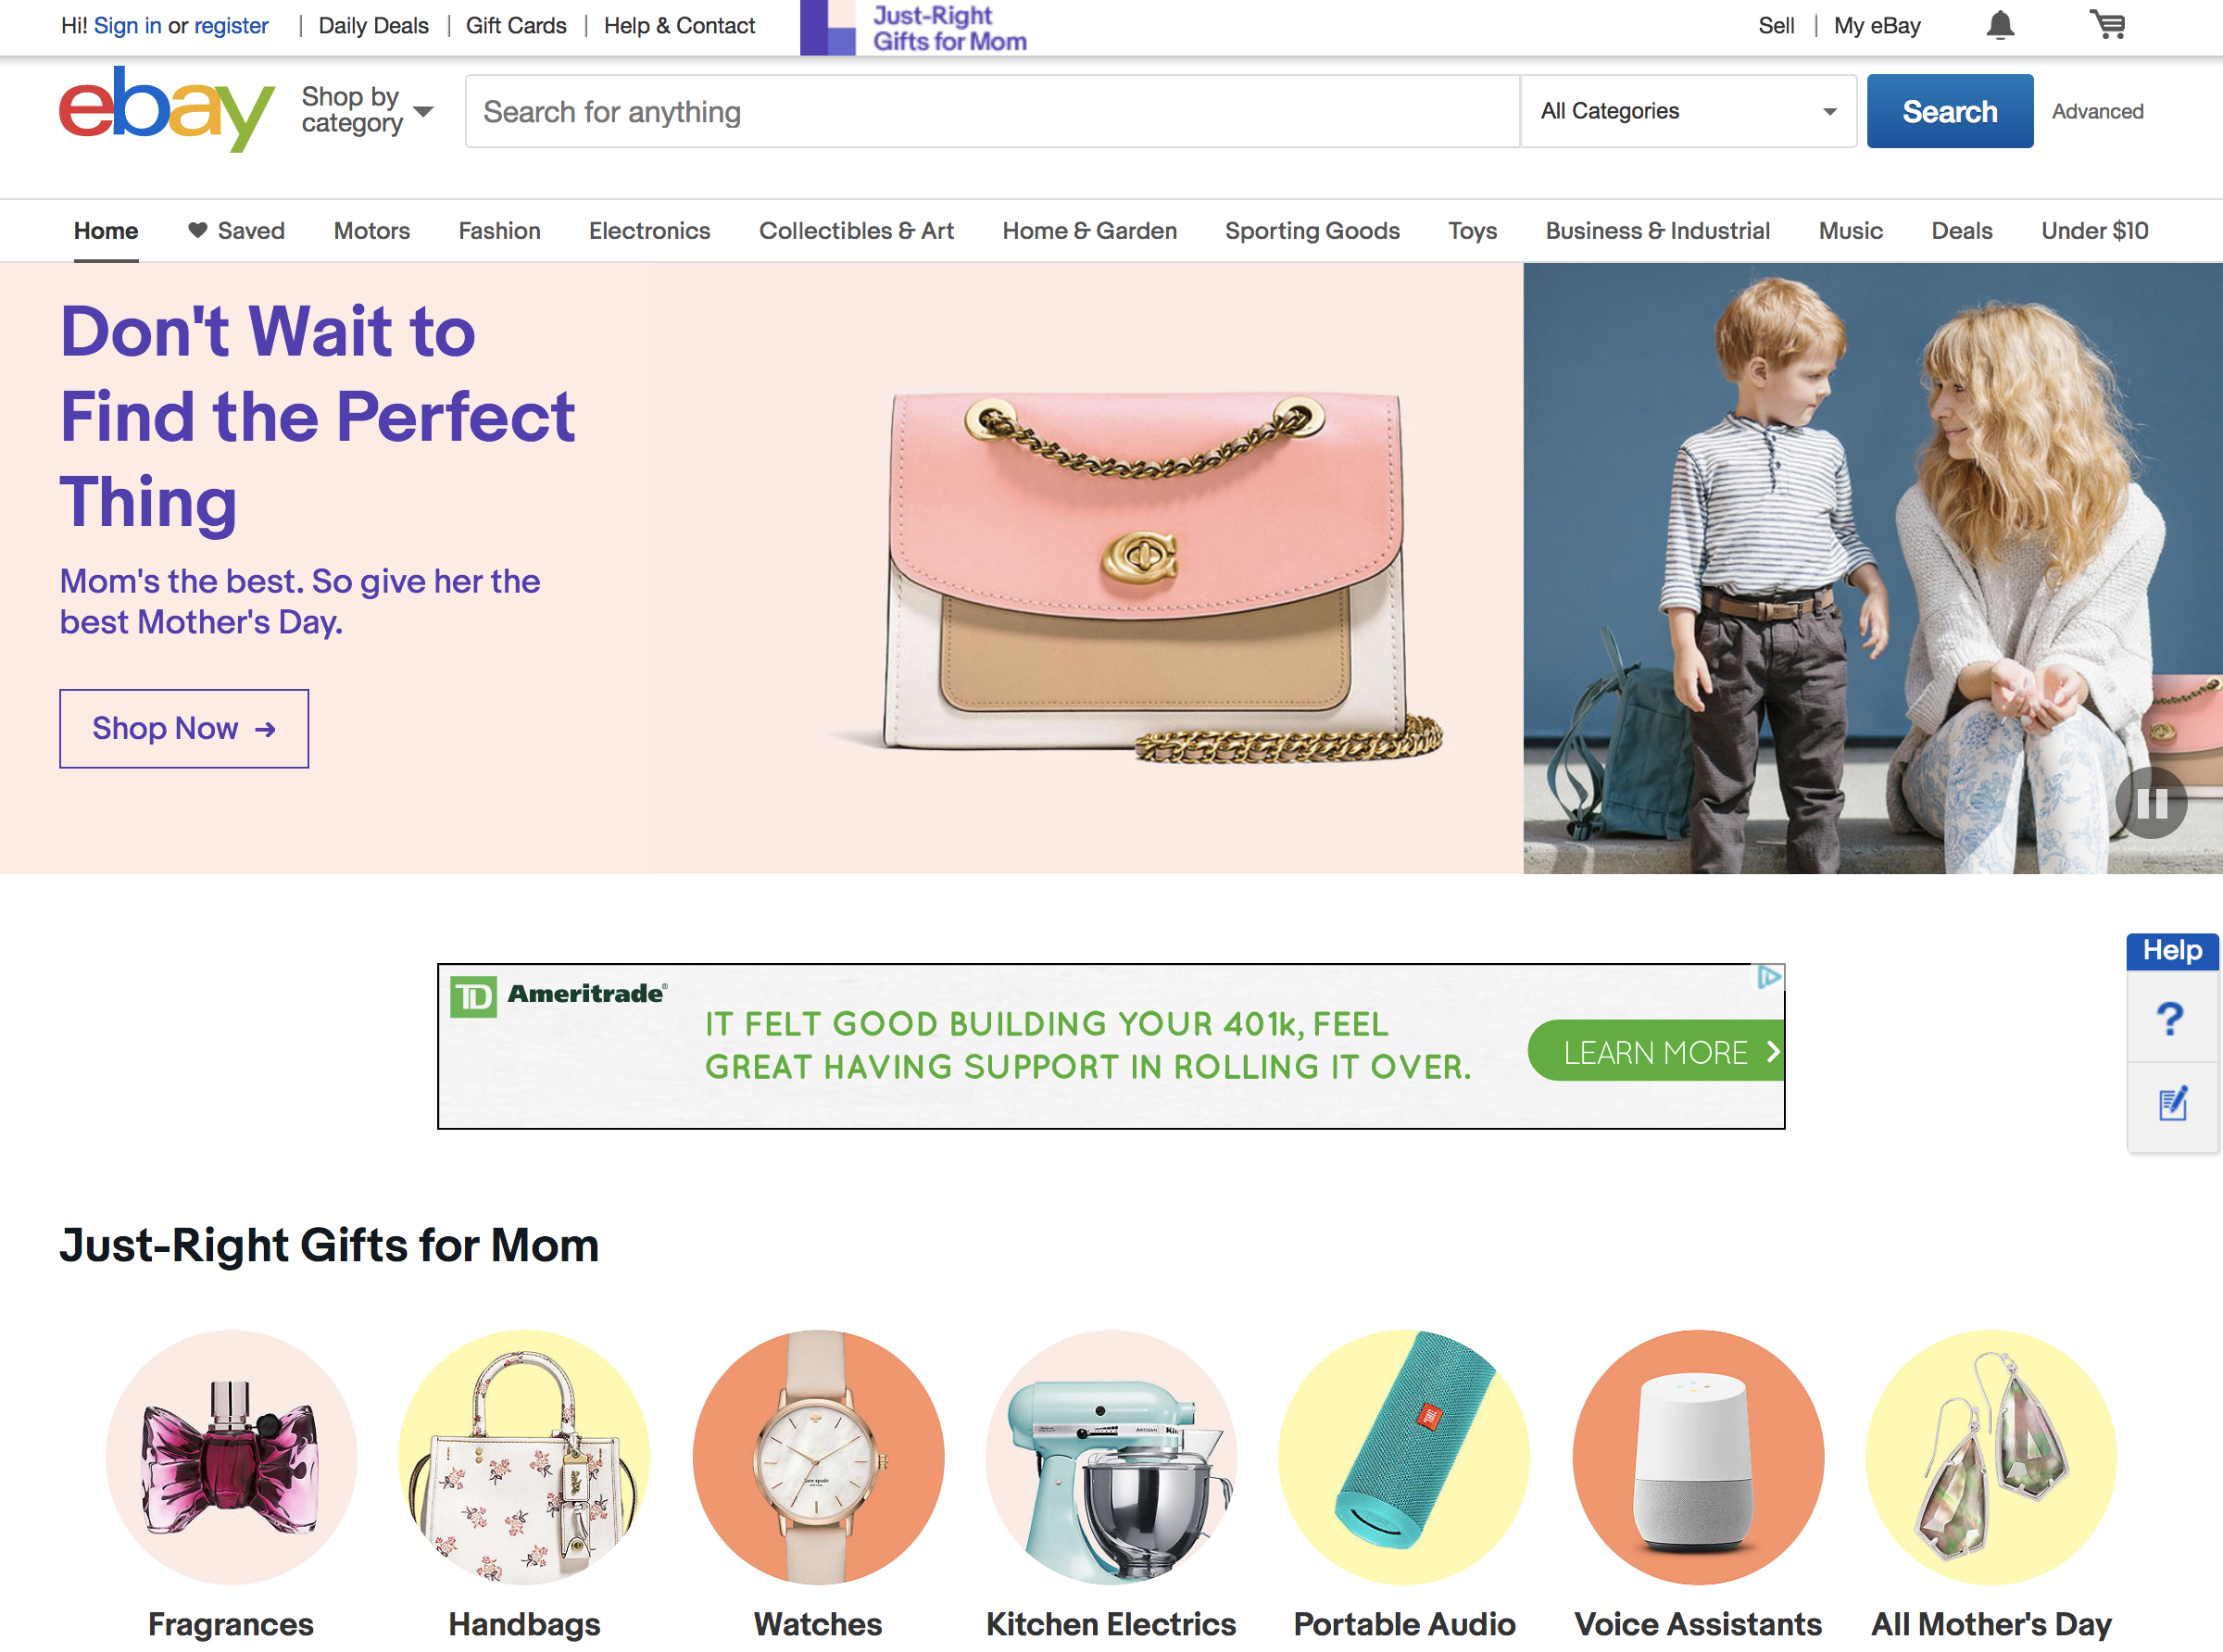 Hi! Sign in or register | Daily Deals | Gift Cards | Help & Contact
Just-Right
Gifts for Mom
Sell | My eBay
ebay
Shop by
category
Search for anything
All Categories
Search
Advanced
Home
Saved
Motors
Fashion
Electronics
Collectibles & Art
Home & Garden
Sporting Goods
Toys
Business & Industrial
Music
Deals
Under $10
Don't Wait to
Find the Perfect
Thing
Mom's the best. So give her the
best Mother's Day.
Shop Now →
Help
?
TD Ameritrade®
IT FELT GOOD BUILDING YOUR 401k, FEEL
GREAT HAVING SUPPORT IN ROLLING IT OVER.
LEARN MORE
Just-Right Gifts for Mom
kate spade
ARTISAN
JBL
Fragrances
Handbags
Watches
Kitchen Electrics
Portable Audio
Voice Assistants
All Mother's Day